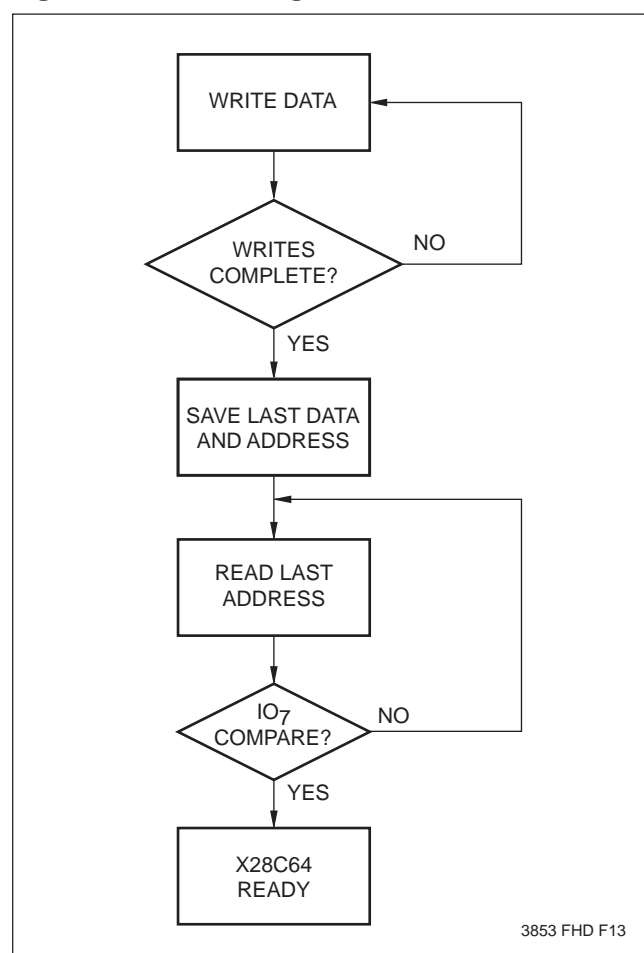 WRITE DATA
WRITES
COMPLETE?
NO
YES
SAVE LAST DATA
AND ADDRESS
READ LAST
ADDRESS
IO7
COMPARE?
NO
YES
X28C64
READY
3853 FHD F13